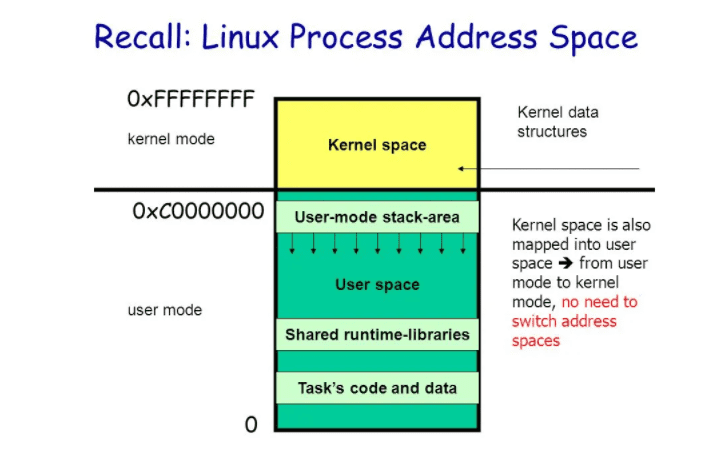 Recall: Linux Process Address Space
0xFFFFFFFF
kernel mode
Kernel space
Kernel data
structures
0xC0000000
User-mode stack-area
User space
user mode
Shared runtime-libraries
Task's code and data
0
Kernel space is also
mapped into user
space ➔ from user
mode to kernel
mode, no need to
switch address
spaces